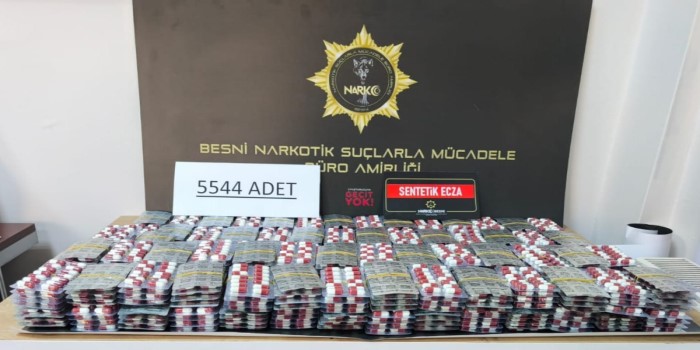 NARKO
BESNİ NARKOTİK SUÇLARLA MÜCADELE
BÜRO AMİRLİĞİ
5544 ADET
GEÇİT
YOK!
SENTETİK ECZA